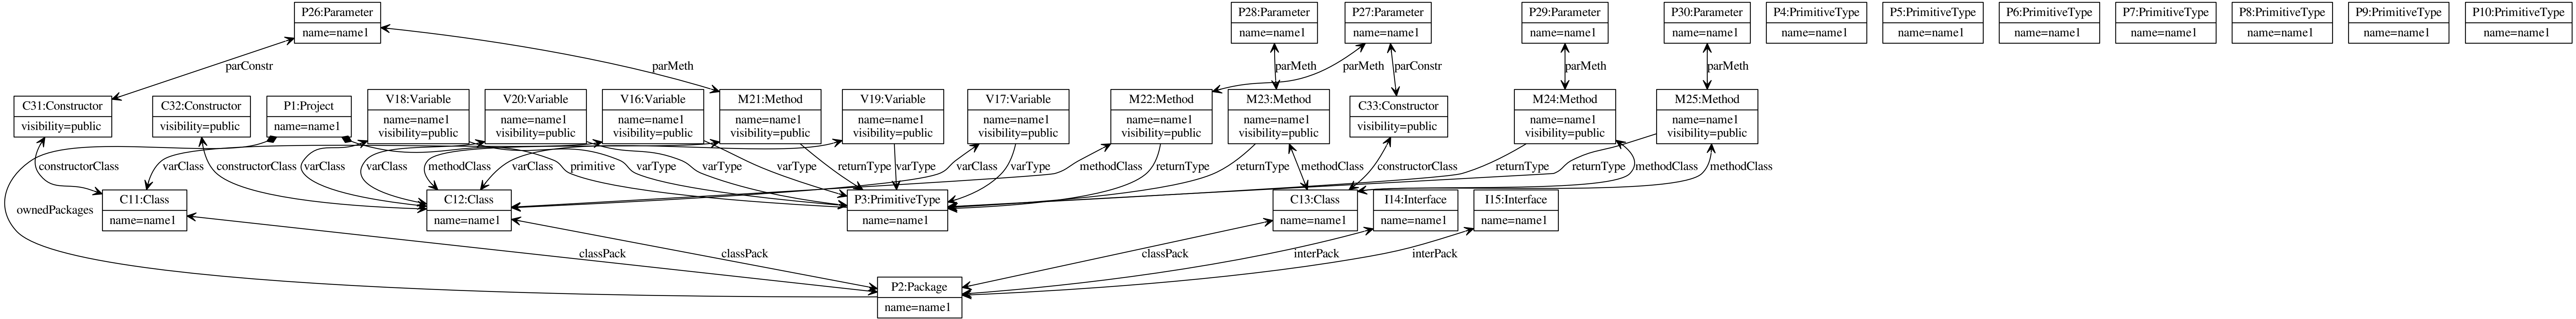 P26:Parameter
name=name1
P28:Parameter
name=name1
P27:Parameter
name=name1
P29:Parameter
name=name1
P30:Parameter
name=name1
P4:PrimitiveType
name=name1
P5:PrimitiveType
name=name1
P6:PrimitiveType
name=name1
P7:PrimitiveType
name=name1
P8:PrimitiveType
name=name1
P9:PrimitiveType
name=name1
P10:PrimitiveType
name=name1
parConstr
parMeth
parMeth
parMeth
parConstr
parMeth
parMeth
C31:Constructor
visibility=public
C32:Constructor
visibility=public
P1:Project
name=name1
V18:Variable
name=name1
visibility=public
V20:Variable
name=name1
visibility=public
V16:Variable
name=name1
visibility=public
M21:Method
name=name1
visibility=public
V19:Variable
name=name1
visibility=public
V17:Variable
name=name1
visibility=public
M22:Method
name=name1
visibility=public
M23:Method
name=name1
visibility=public
C33:Constructor
visibility=public
M24:Method
name=name1
visibility=public
M25:Method
name=name1
visibility=public
constructorClass
varClass
constructorClass
varClass
varClass
methodClass
varClass
primitive
varType
varType
varType
returnType
varType
varClass
varType
methodClass
returnType
returnType
methodClass
constructorClass
returnType
returnType
methodClass
methodClass
ownedPackages
C11:Class
name=name1
C12:Class
name=name1
P3:PrimitiveType
name=name1
C13:Class
name=name1
I14:Interface
name=name1
I15:Interface
name=name1
classPack
classPack
classPack
interPack
interPack
P2:Package
name=name1